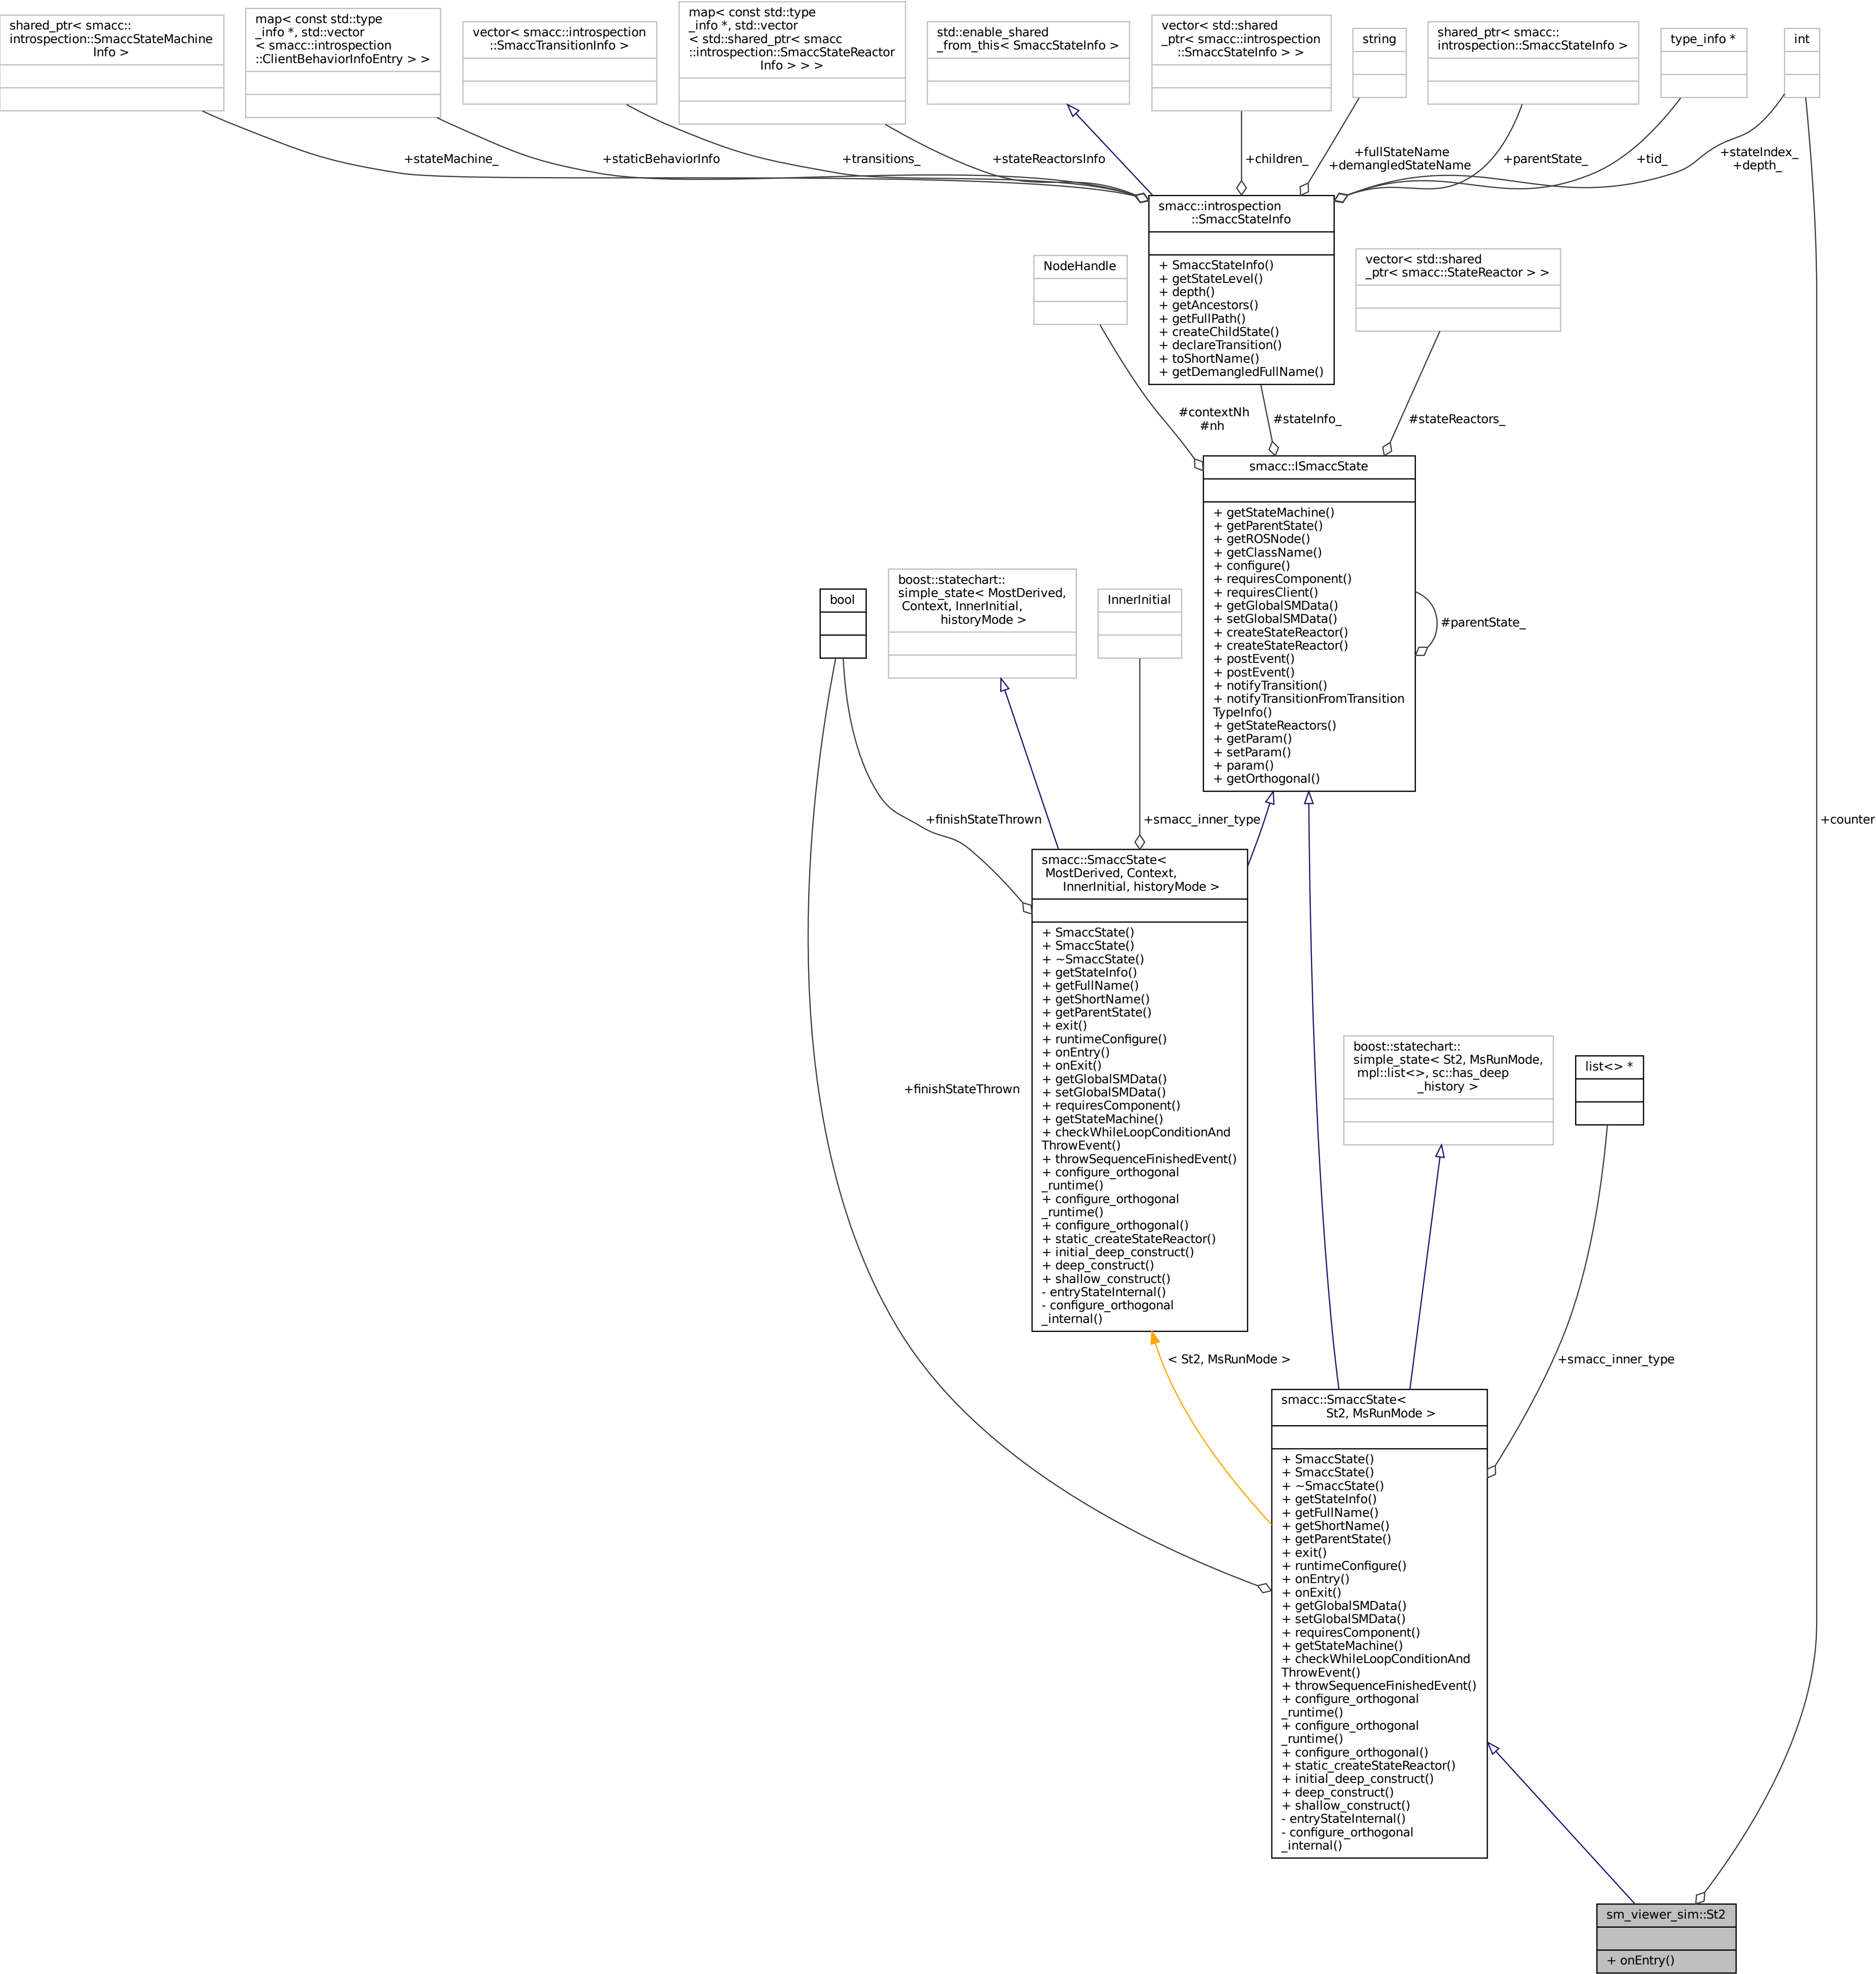 shared_ptr< smacc::
introspection::SmaccStateMachine
Info >
map< const std::type
_info *, std::vector
< smacc::introspection
::ClientBehaviorInfoEntry > >
vector< smacc::introspection
::SmaccTransitionInfo >
map< const std::type
_info *, std::vector
< std::shared_ptr< smacc
::introspection::SmaccStateReactor
Info > > >
std::enable_shared
_from_this< SmaccStateInfo >
vector< std::shared
_ptr< smacc::introspection
::SmaccStateInfo > >
string
shared_ptr< smacc::
introspection::SmaccStateInfo >
type_info *
int
+stateMachine_
+staticBehaviorInfo
+transitions_
+stateReactorsInfo
+children_
+fullStateName
+demangledStateName
+parentState_
+tid_
+stateIndex_
+depth_
smacc::introspection
::SmaccStateInfo
+ SmaccStateInfo()
+ getStateLevel()
+ depth()
+ getAncestors()
+ getFullPath()
+ createChildState()
+ declareTransition()
+ toShortName()
+ getDemangledFullName()
NodeHandle
vector< std::shared
_ptr< smacc::StateReactor > >
#contextNh
#nh
#stateInfo_
#stateReactors_
smacc::ISmaccState
+ getStateMachine()
+ getParentState()
+ getROSNode()
+ getClassName()
+ configure()
+ requiresComponent()
+ requiresClient()
+ getGlobalSMData()
+ setGlobalSMData()
+ createStateReactor()
+ createStateReactor()
+ postEvent()
+ postEvent()
+ notifyTransition()
+ notifyTransitionFromTransition
TypeInfo()
+ getStateReactors()
+ getParam()
+ setParam()
+ param()
+ getOrthogonal()
#parentState_
bool
boost::statechart::
simple_state< MostDerived,
Context, InnerInitial,
historyMode >
InnerInitial
+finishStateThrown
+smacc_inner_type
+counter
smacc::SmaccState<
MostDerived, Context,
InnerInitial, historyMode >
+ SmaccState()
+ SmaccState()
+ ~SmaccState()
+ getStateInfo()
+ getFullName()
+ getShortName()
+ getParentState()
+ exit()
+ runtimeConfigure()
+ onEntry()
+ onExit()
+ getGlobalSMData()
+ setGlobalSMData()
+ requiresComponent()
+ getStateMachine()
+ checkWhileLoopConditionAnd
ThrowEvent()
+ throwSequenceFinishedEvent()
+ configure_orthogonal
_runtime()
+ configure_orthogonal
_runtime()
+ configure_orthogonal()
+ static_createStateReactor()
+ initial_deep_construct()
+ deep_construct()
+ shallow_construct()
- entryStateInternal()
- configure_orthogonal
_internal()
+finishStateThrown
boost::statechart::
simple_state< St2, MsRunMode,
mpl::list<>, sc::has_deep
_history >
list<> *
< St2, MsRunMode >
+smacc_inner_type
smacc::SmaccState<
St2, MsRunMode >
+ SmaccState()
+ SmaccState()
+ ~SmaccState()
+ getStateInfo()
+ getFullName()
+ getShortName()
+ getParentState()
+ exit()
+ runtimeConfigure()
+ onEntry()
+ onExit()
+ getGlobalSMData()
+ setGlobalSMData()
+ requiresComponent()
+ getStateMachine()
+ checkWhileLoopConditionAnd
ThrowEvent()
+ throwSequenceFinishedEvent()
+ configure_orthogonal
_runtime()
+ configure_orthogonal
_runtime()
+ configure_orthogonal()
+ static_createStateReactor()
+ initial_deep_construct()
+ deep_construct()
+ shallow_construct()
- entryStateInternal()
- configure_orthogonal
_internal()
sm_viewer_sim::St2
+ onEntry()